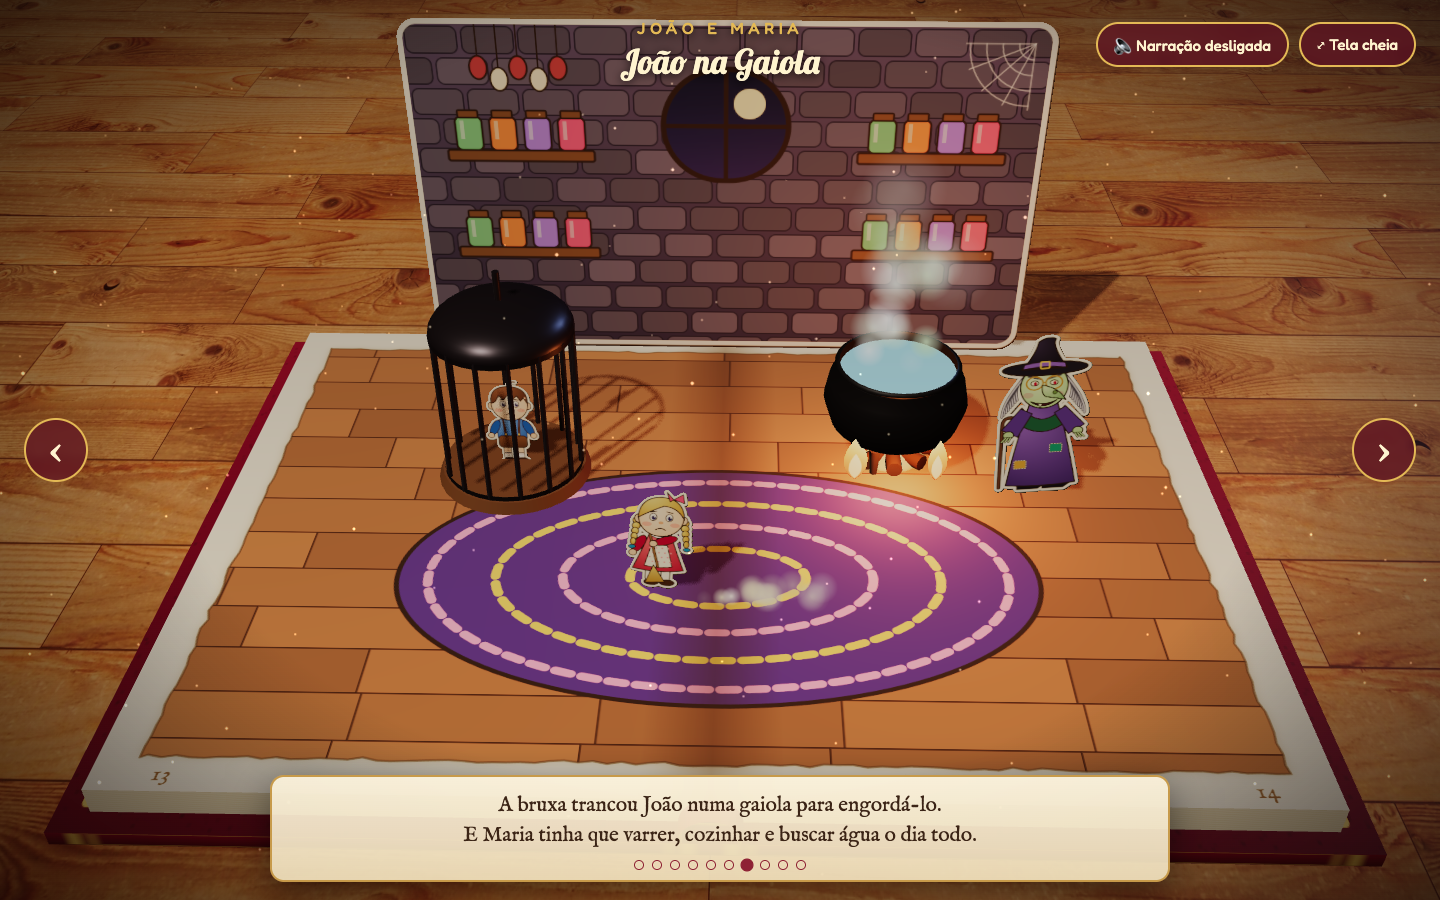 JOÃO E MARIA
João na Gaiola
Narração desligada
Tela cheia
13
14
A bruxa trancou João numa gaiola para engordá-lo.
E Maria tinha que varrer, cozinhar e buscar água o dia todo.